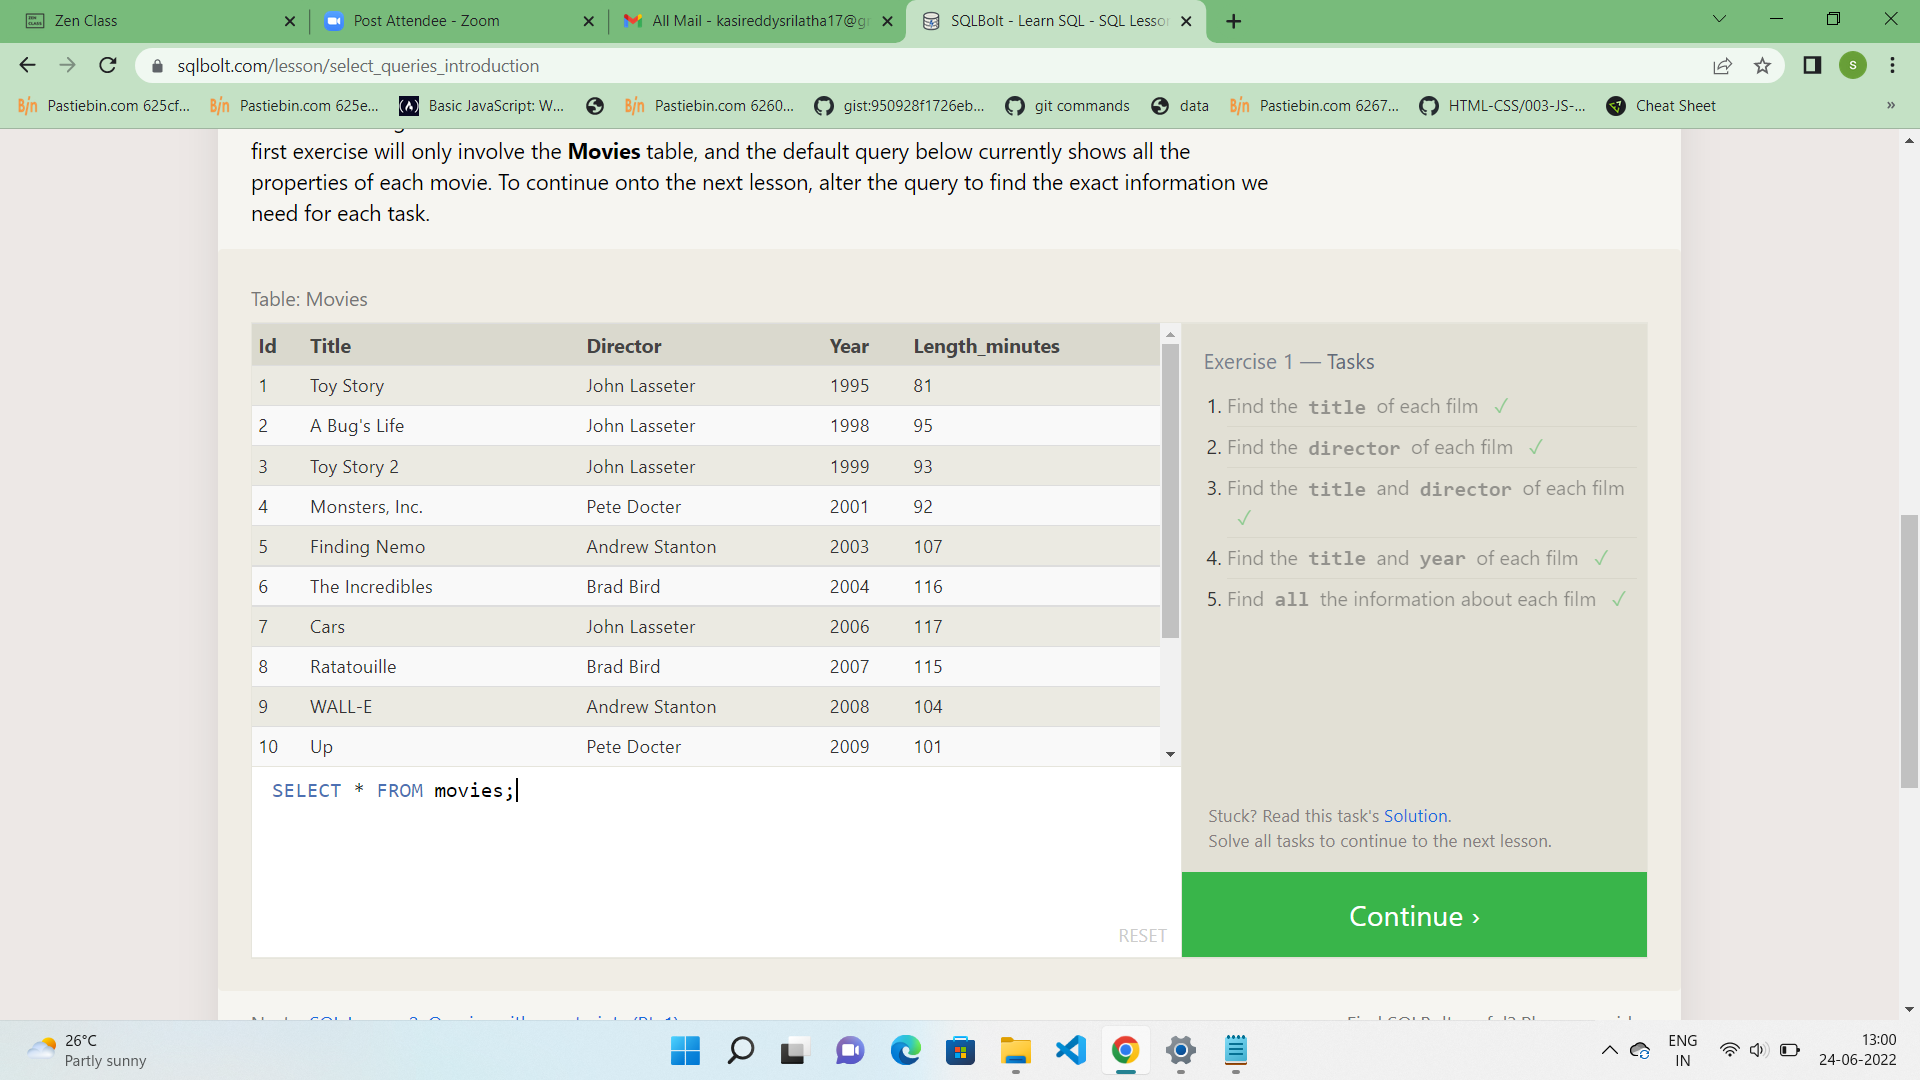 Zen Class
Post Attendee - Zoom
All Mail - kasireddysrilatha17@g
SQLBolt - Learn SQL - SQL Lesso
sqlbolt.com/lesson/select_queries_introduction
S
Pastiebin.com 625cf...
Pastiebin.com 625e...
Basic JavaScript: W...
Pastiebin.com 6260...
gist:950928f1726eb...
git commands
data
Pastiebin.com 6267...
HTML-CSS/003-JS-...
Cheat Sheet
»
first exercise will only involve the Movies table, and the default query below currently shows all the
properties of each movie. To continue onto the next lesson, alter the query to find the exact information we
need for each task.
Table: Movies
Id Title Director Year Length_minutes
1 Toy Story John Lasseter 1995 81
2 A Bug's Life John Lasseter 1998 95
3 Toy Story 2 John Lasseter 1999 93
4 Monsters, Inc. Pete Docter 2001 92
5 Finding Nemo Andrew Stanton 2003 107
6 The Incredibles Brad Bird 2004 116
7 Cars John Lasseter 2006 117
8 Ratatouille Brad Bird 2007 115
9 WALL-E Andrew Stanton 2008 104
10 Up Pete Docter 2009 101
SELECT * FROM movies;
RESET
Exercise 1 — Tasks
1. Find the title of each film ✓
2. Find the director of each film ✓
3. Find the title and director of each film
✓
4. Find the title and year of each film ✓
5. Find all the information about each film ✓
Stuck? Read this task's Solution.
Solve all tasks to continue to the next lesson.
Continue ›
26°C
Partly sunny
ENG
IN
13:00
24-06-2022